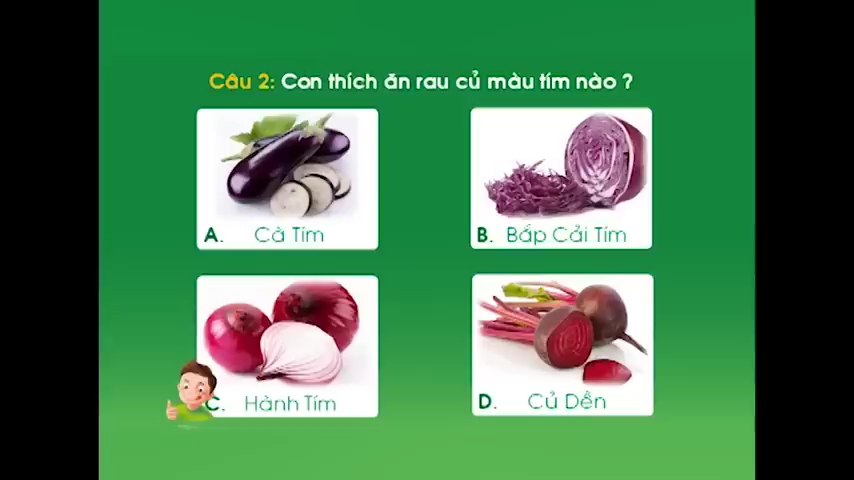 Câu 2: Con thích ăn rau củ màu tím nào ?
A. Cà Tím
B. Bắp Cải Tím
C. Hành Tím
D. Củ Dền